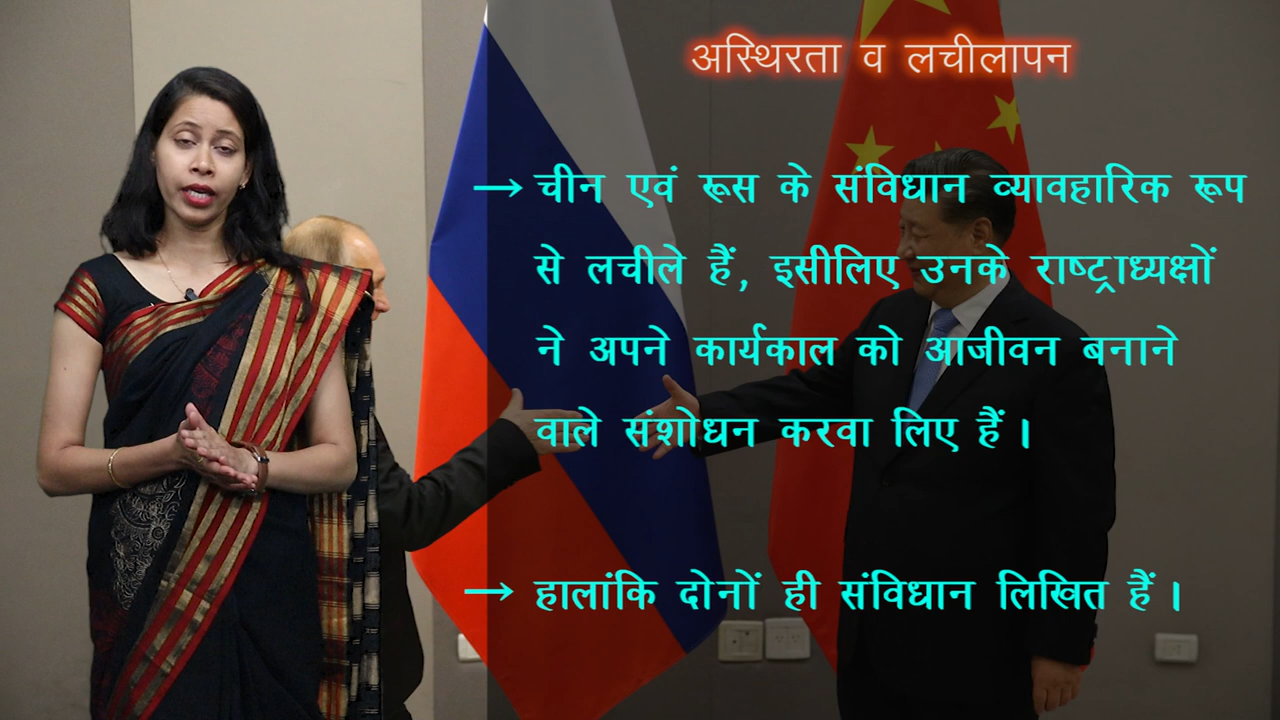 अस्थिरता व लचीलापन
→ चीन एवं रूस के संविधान व्यावहारिक रूप
से लचीले हैं, इसीलिए उनके राष्ट्राध्यक्षों
ने अपने कार्यकाल को आजीवन बनाने
वाले संशोधन करवा लिए हैं ।
→ हालांकि दोनों ही संविधान लिखित हैं ।